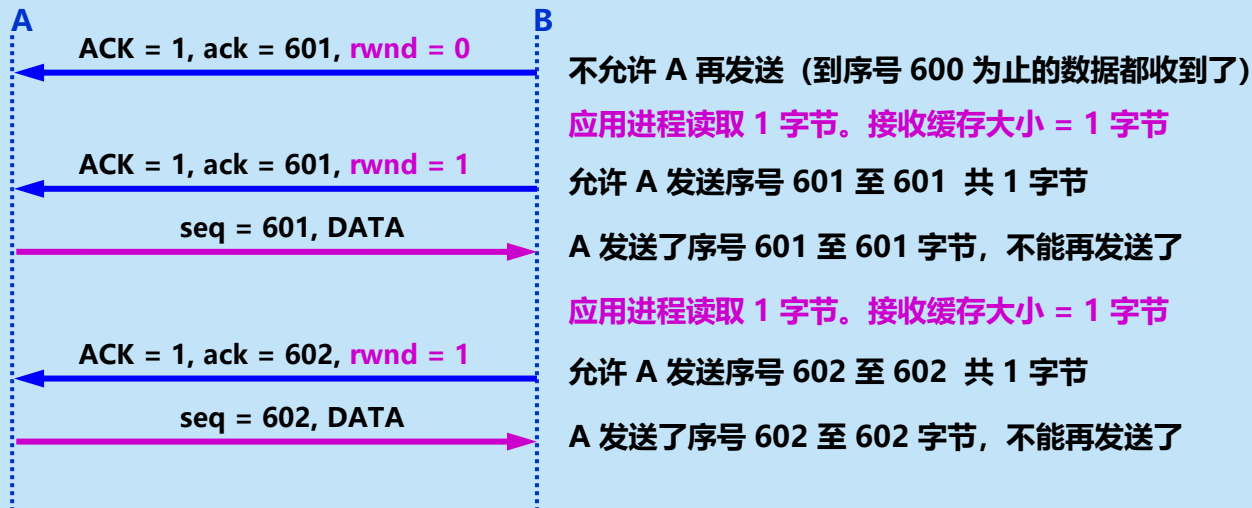 A B
ACK = 1, ack = 601, rwnd = 0
不允许 A 再发送（到序号 600 为止的数据都收到了）
应用进程读取 1 字节。接收缓存大小 = 1 字节
ACK = 1, ack = 601, rwnd = 1
允许 A 发送序号 601 至 601 共 1 字节
seq = 601, DATA
A 发送了序号 601 至 601 字节，不能再发送了
应用进程读取 1 字节。接收缓存大小 = 1 字节
ACK = 1, ack = 602, rwnd = 1
允许 A 发送序号 602 至 602 共 1 字节
seq = 602, DATA
A 发送了序号 602 至 602 字节，不能再发送了